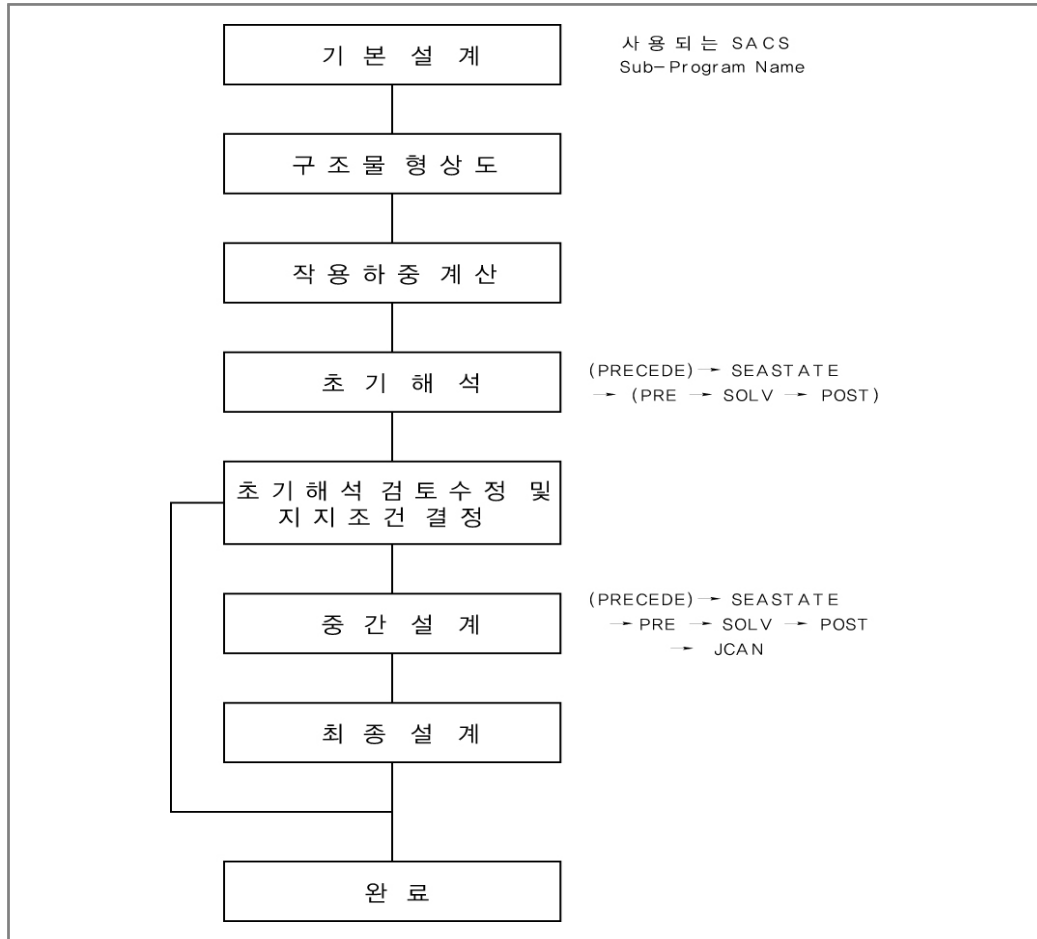 기 본 설 계
사 용 되 는 SACS
Sub-Program Name
구 조 물 형 상 도
작 용 하 중 계 산
초 기 해 석
(PRECEDE) → SEASTATE
→ (PRE → SOLV → POST)
초 기 해 석 검 토 수 정 및
지 지 조 건 결 정
중 간 설 계
(PRECEDE) → SEASTATE
→ PRE → SOLV → POST
→ JCAN
최 종 설 계
완 료